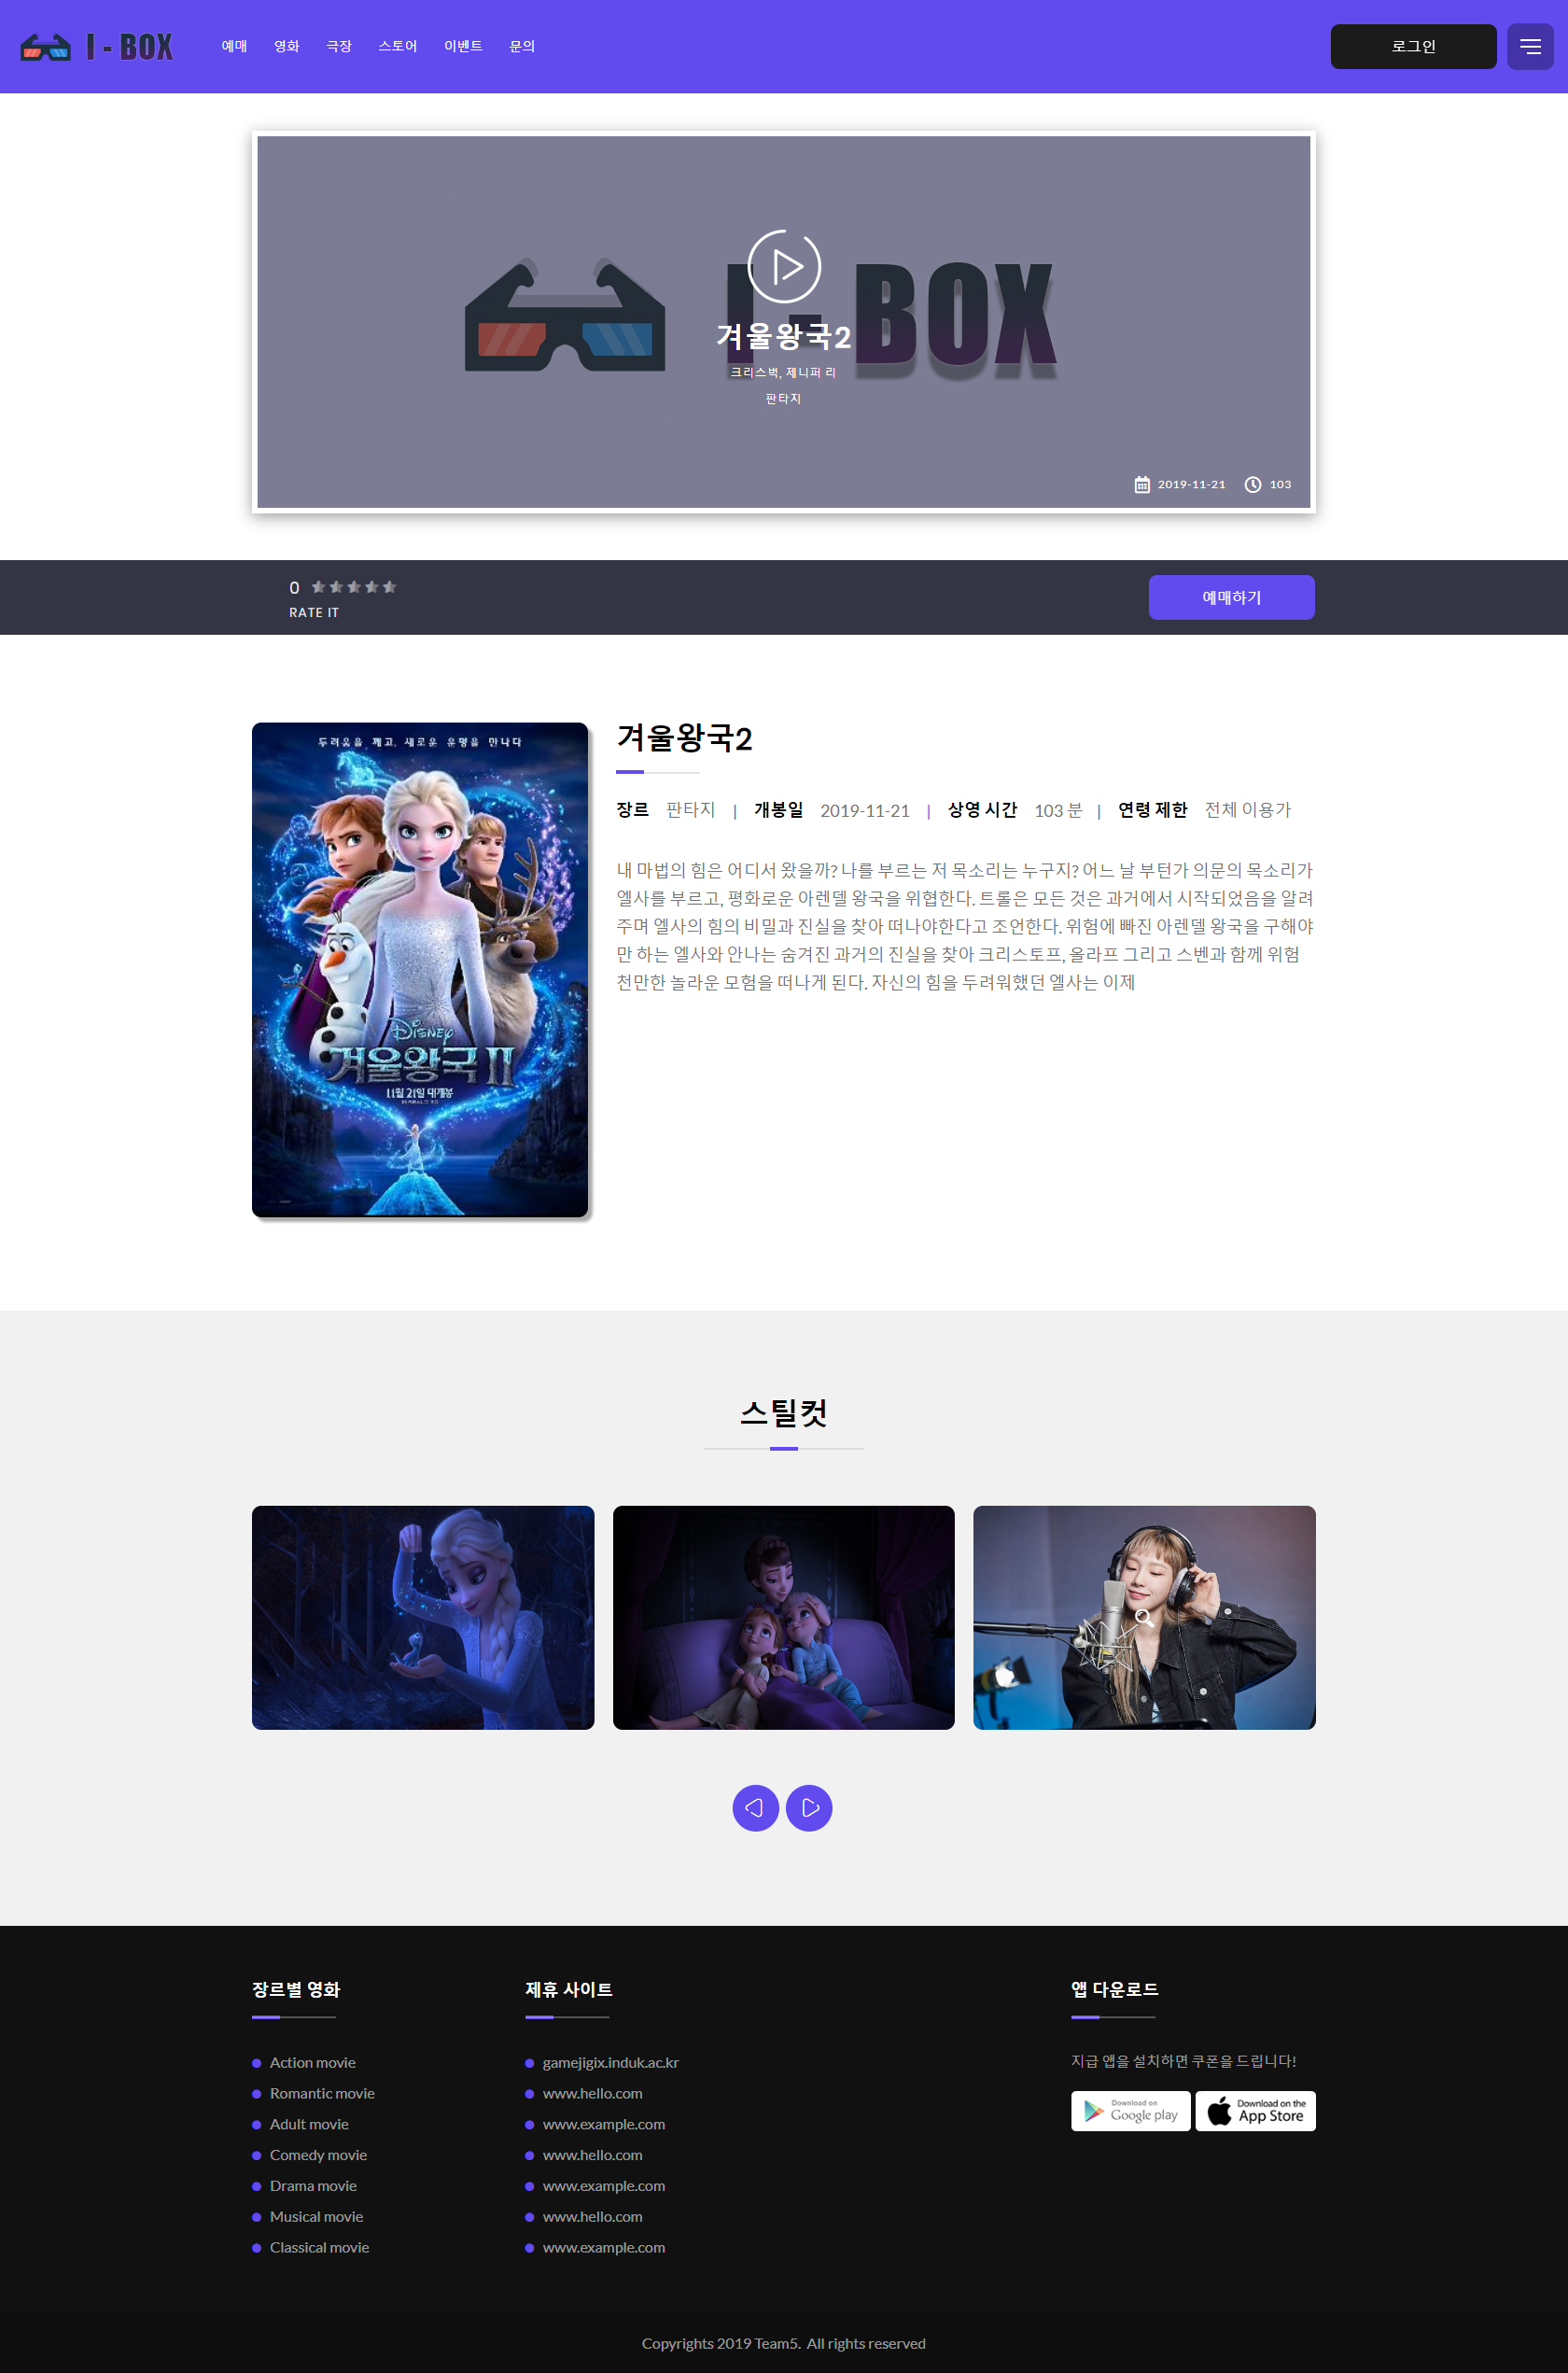 I - BOX
예매 영화 극장 스토어 이벤트 문의
로그인
I - BOX
겨울왕국2
크리스벅, 제니퍼 리
판타지
2019-11-21 103
0
RATE IT
예매하기
두려움을 깨고, 새로운 운명을 만나다
Disney
겨울왕국 II
11월 21일 대개봉
겨울왕국2
장르 판타지 | 개봉일 2019-11-21 | 상영 시간 103 분 | 연령 제한 전체 이용가
내 마법의 힘은 어디서 왔을까? 나를 부르는 저 목소리는 누구지? 어느 날 부턴가 의문의 목소리가
엘사를 부르고, 평화로운 아렌델 왕국을 위협한다. 트롤은 모든 것은 과거에서 시작되었음을 알려
주며 엘사의 힘의 비밀과 진실을 찾아 떠나야한다고 조언한다. 위험에 빠진 아렌델 왕국을 구해야
만 하는 엘사와 안나는 숨겨진 과거의 진실을 찾아 크리스토프, 올라프 그리고 스벤과 함께 위험
천만한 놀라운 모험을 떠나게 된다. 자신의 힘을 두려워했던 엘사는 이제
스틸컷
장르별 영화
Action movie
Romantic movie
Adult movie
Comedy movie
Drama movie
Musical movie
Classical movie
제휴 사이트
gamejigix.induk.ac.kr
www.hello.com
www.example.com
www.hello.com
www.example.com
www.hello.com
www.example.com
앱 다운로드
지급 앱을 설치하면 쿠폰을 드립니다!
Download on
Google play
Download on the
App Store
Copyrights 2019 Team5. All rights reserved